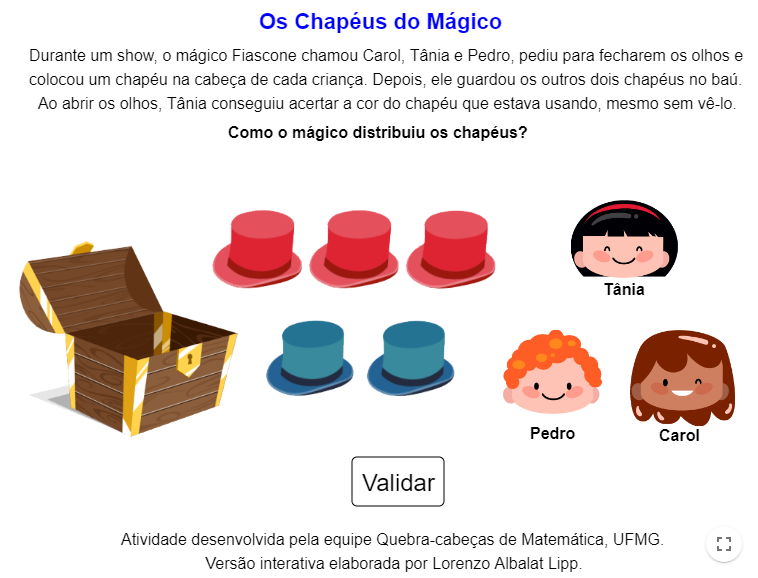 Os Chapéus do Mágico
Durante um show, o mágico Fiascone chamou Carol, Tânia e Pedro, pediu para fecharem os olhos e
colocou um chapéu na cabeça de cada criança. Depois, ele guardou os outros dois chapéus no baú.
Ao abrir os olhos, Tânia conseguiu acertar a cor do chapéu que estava usando, mesmo sem vê-lo.
Como o mágico distribuiu os chapéus?
Tânia
Pedro
Carol
Validar
Atividade desenvolvida pela equipe Quebra-cabeças de Matemática, UFMG.
Versão interativa elaborada por Lorenzo Albalat Lipp.